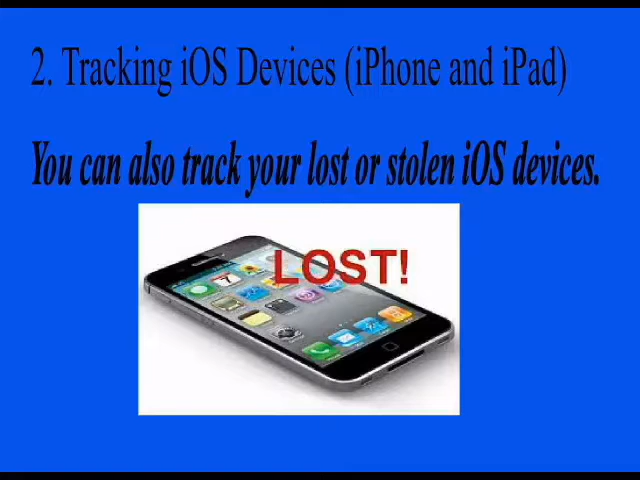 2. Tracking iOS Devices (iPhone and iPad)
You can also track your lost or stolen iOS devices.
LOST!